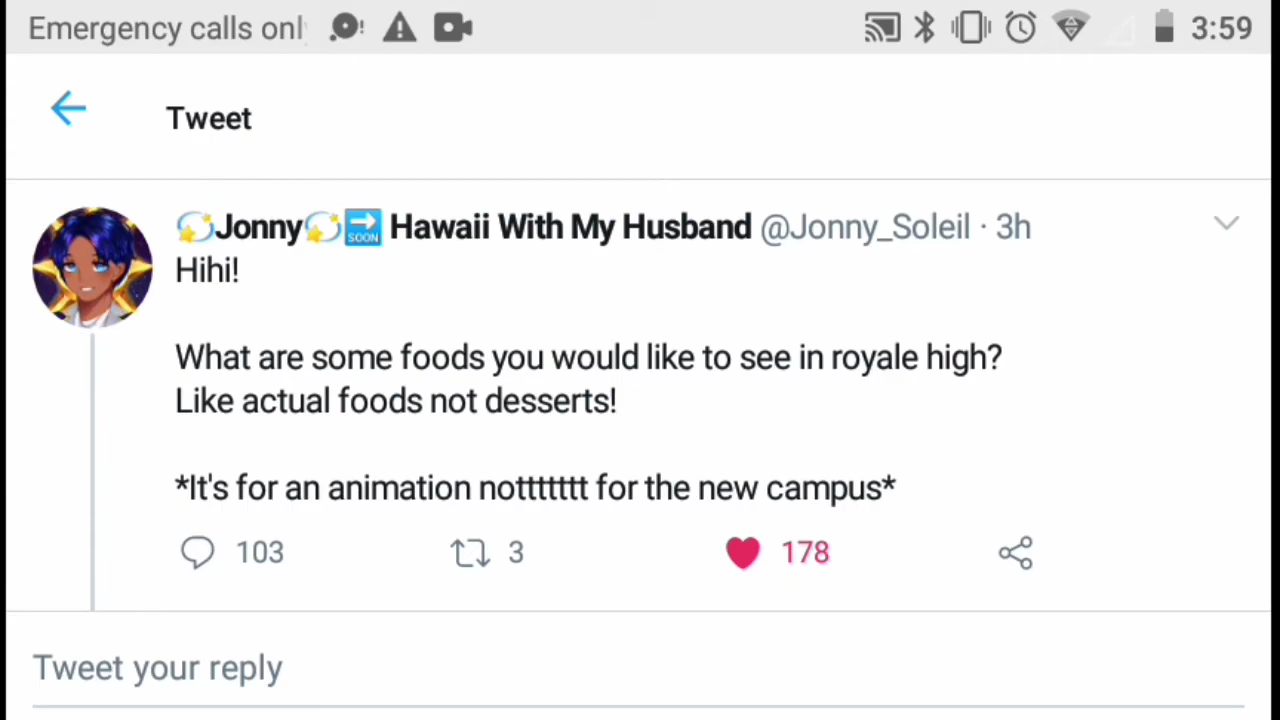 Emergency calls onl 3:59
Tweet
💫Jonny💫🔜 Hawaii With My Husband @Jonny_Soleil · 3h
Hihi!
What are some foods you would like to see in royale high?
Like actual foods not desserts!
*It's for an animation notttttt for the new campus*
103 3 178
Tweet your reply